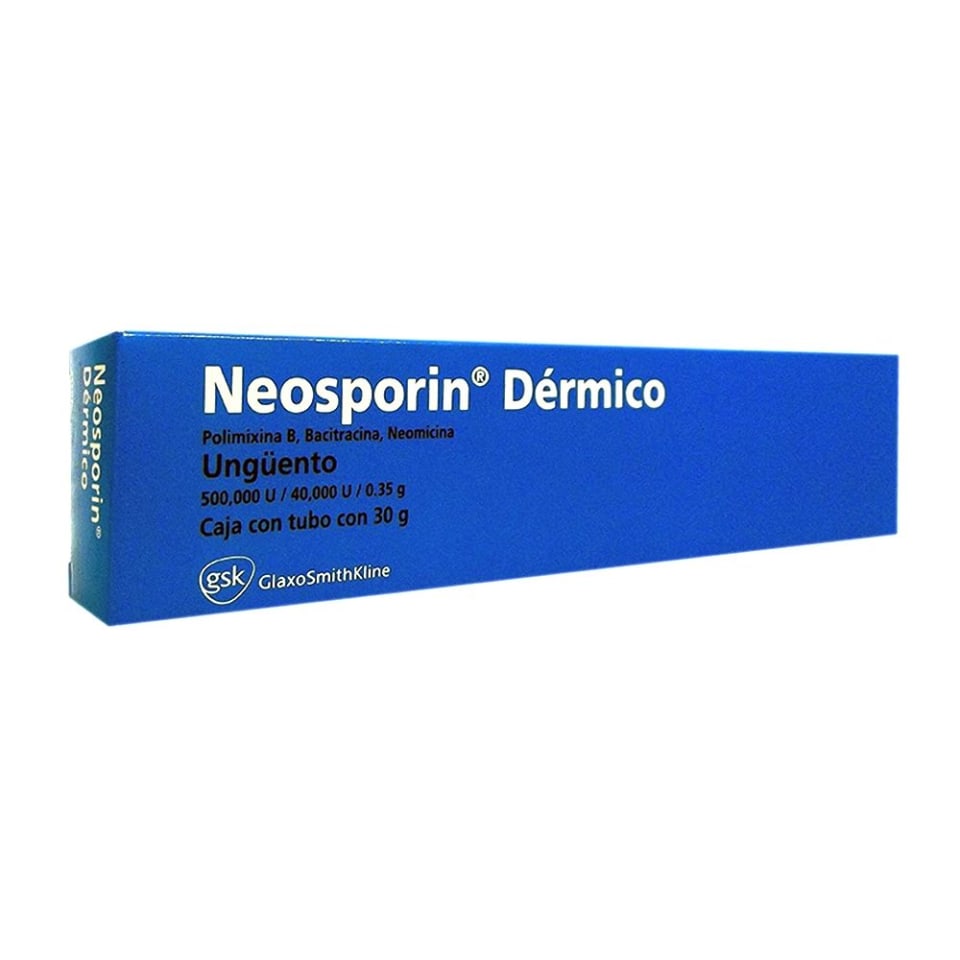 Neosporin® Dérmico
Neosporin® Dérmico
Polimixina B, Bacitracina, Neomicina
Ungüento
500,000 U / 40,000 U / 0.35 g
Caja con tubo con 30 g
gsk GlaxoSmithKline